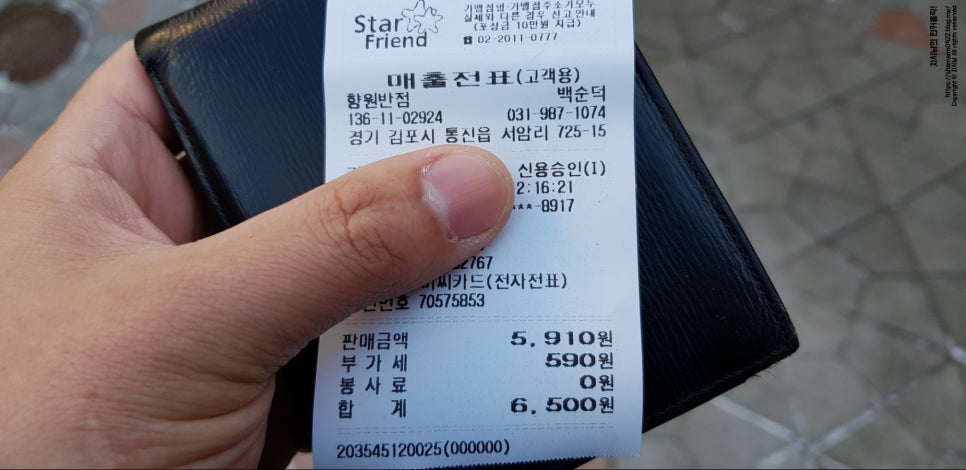 Star
Friend
가맹점명·가맹점주소가모두
실제와 다른 경우 신고 안내
(포상금 10만원 지급)
☎ 02-2011-0777
매출전표(고객용)
향원반점 백순덕
136-11-02924 031-987-1074
경기 김포시 통진읍 서암리 725-15
신용승인(I)
2:16:21
**-8917
2767
비씨카드(전자전표)
번호 70575853
판매금액 5,910원
부가세 590원
봉사료 0원
합 계 6,500원
203545120025(000000)